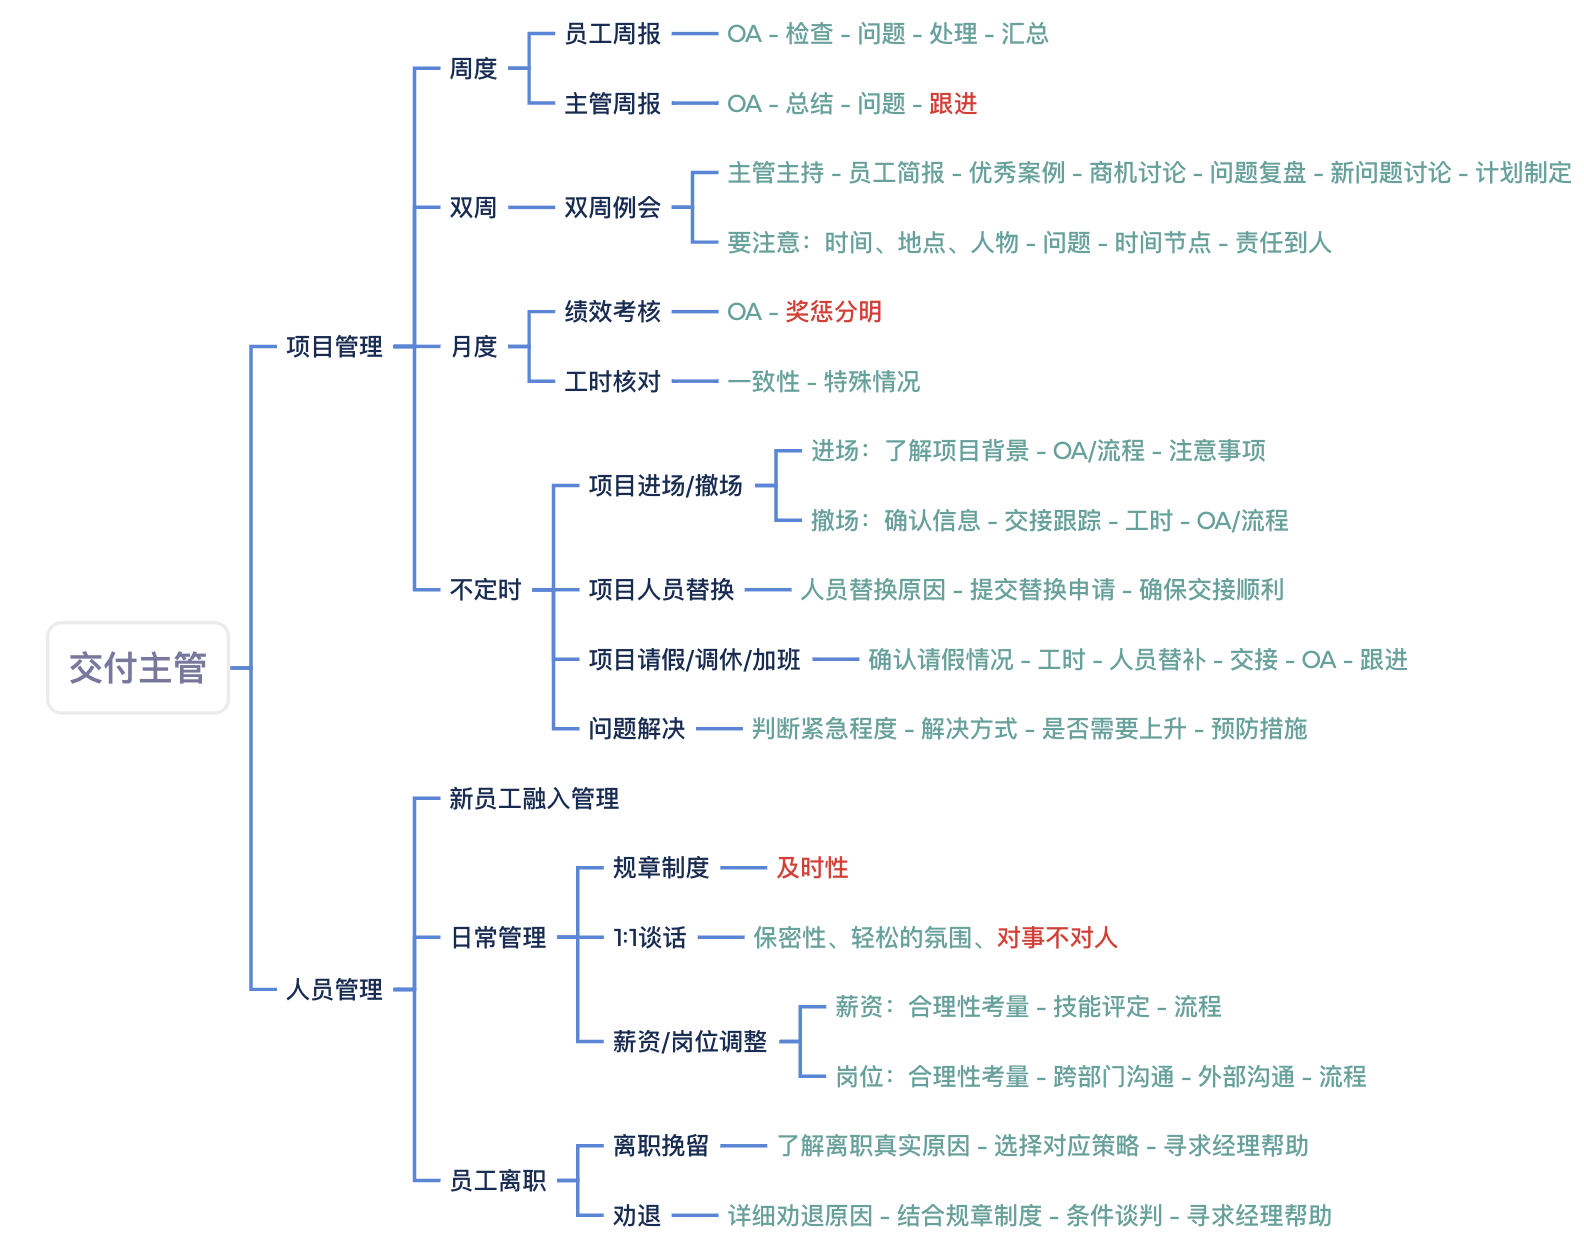 员工周报
OA - 检查 - 问题 - 处理 - 汇总
周度
主管周报
OA - 总结 - 问题 - 跟进
主管主持 - 员工简报 - 优秀案例 - 商机讨论 - 问题复盘 - 新问题讨论 - 计划制定
双周
双周例会
要注意：时间、地点、人物 - 问题 - 时间节点 - 责任到人
绩效考核
OA - 奖惩分明
项目管理
月度
工时核对
一致性 - 特殊情况
进场：了解项目背景 - OA/流程 - 注意事项
项目进场/撤场
撤场：确认信息 - 交接跟踪 - 工时 - OA/流程
不定时
项目人员替换
人员替换原因 - 提交替换申请 - 确保交接顺利
交付主管
项目请假/调休/加班
确认请假情况 - 工时 - 人员替补 - 交接 - OA - 跟进
问题解决
判断紧急程度 - 解决方式 - 是否需要上升 - 预防措施
新员工融入管理
规章制度
及时性
日常管理
1:1谈话
保密性、轻松的氛围、对事不对人
人员管理
薪资：合理性考量 - 技能评定 - 流程
薪资/岗位调整
岗位：合理性考量 - 跨部门沟通 - 外部沟通 - 流程
离职挽留
了解离职真实原因 - 选择对应策略 - 寻求经理帮助
员工离职
劝退
详细劝退原因 - 结合规章制度 - 条件谈判 - 寻求经理帮助